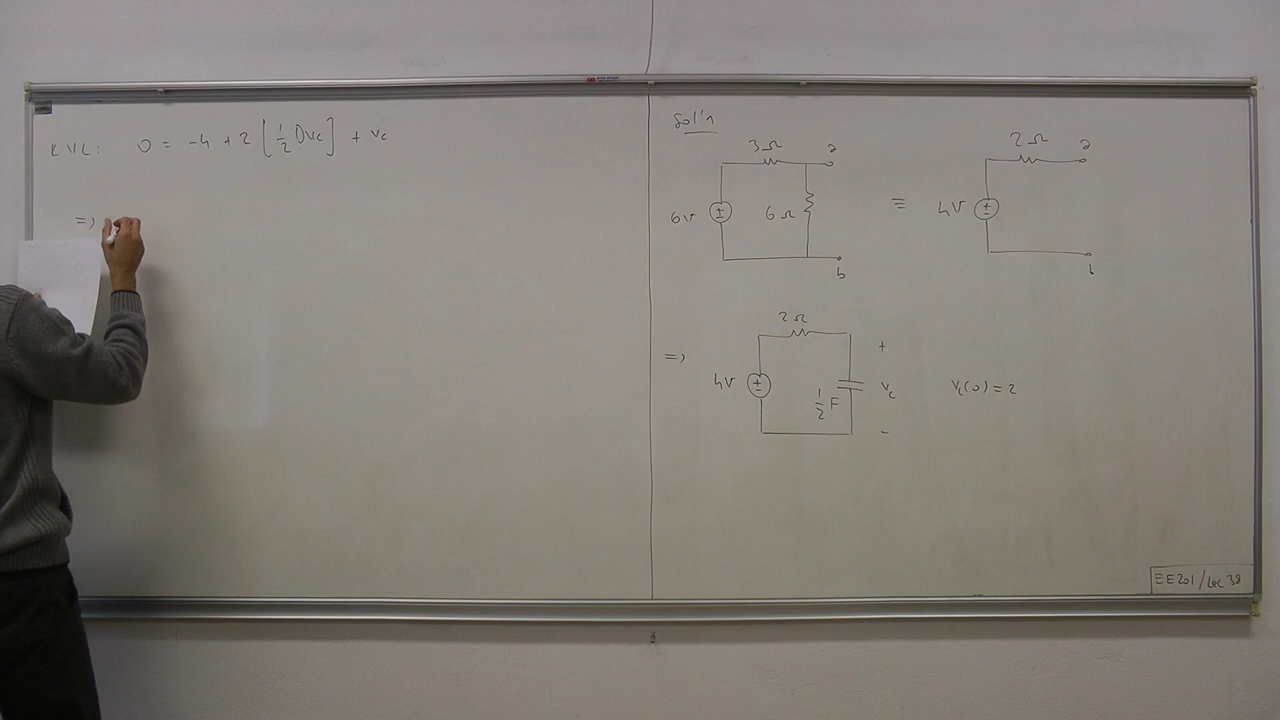 KVL: 0 = -4 + 2 [ 1/2 Dvc ] + vc
=>
Sol'n
3Ω a
6V 6Ω
b
≡
2Ω a
4V
b
=>
2Ω
4V 1/2 F + vc - vc(0) = 2
EE201/Lec 38